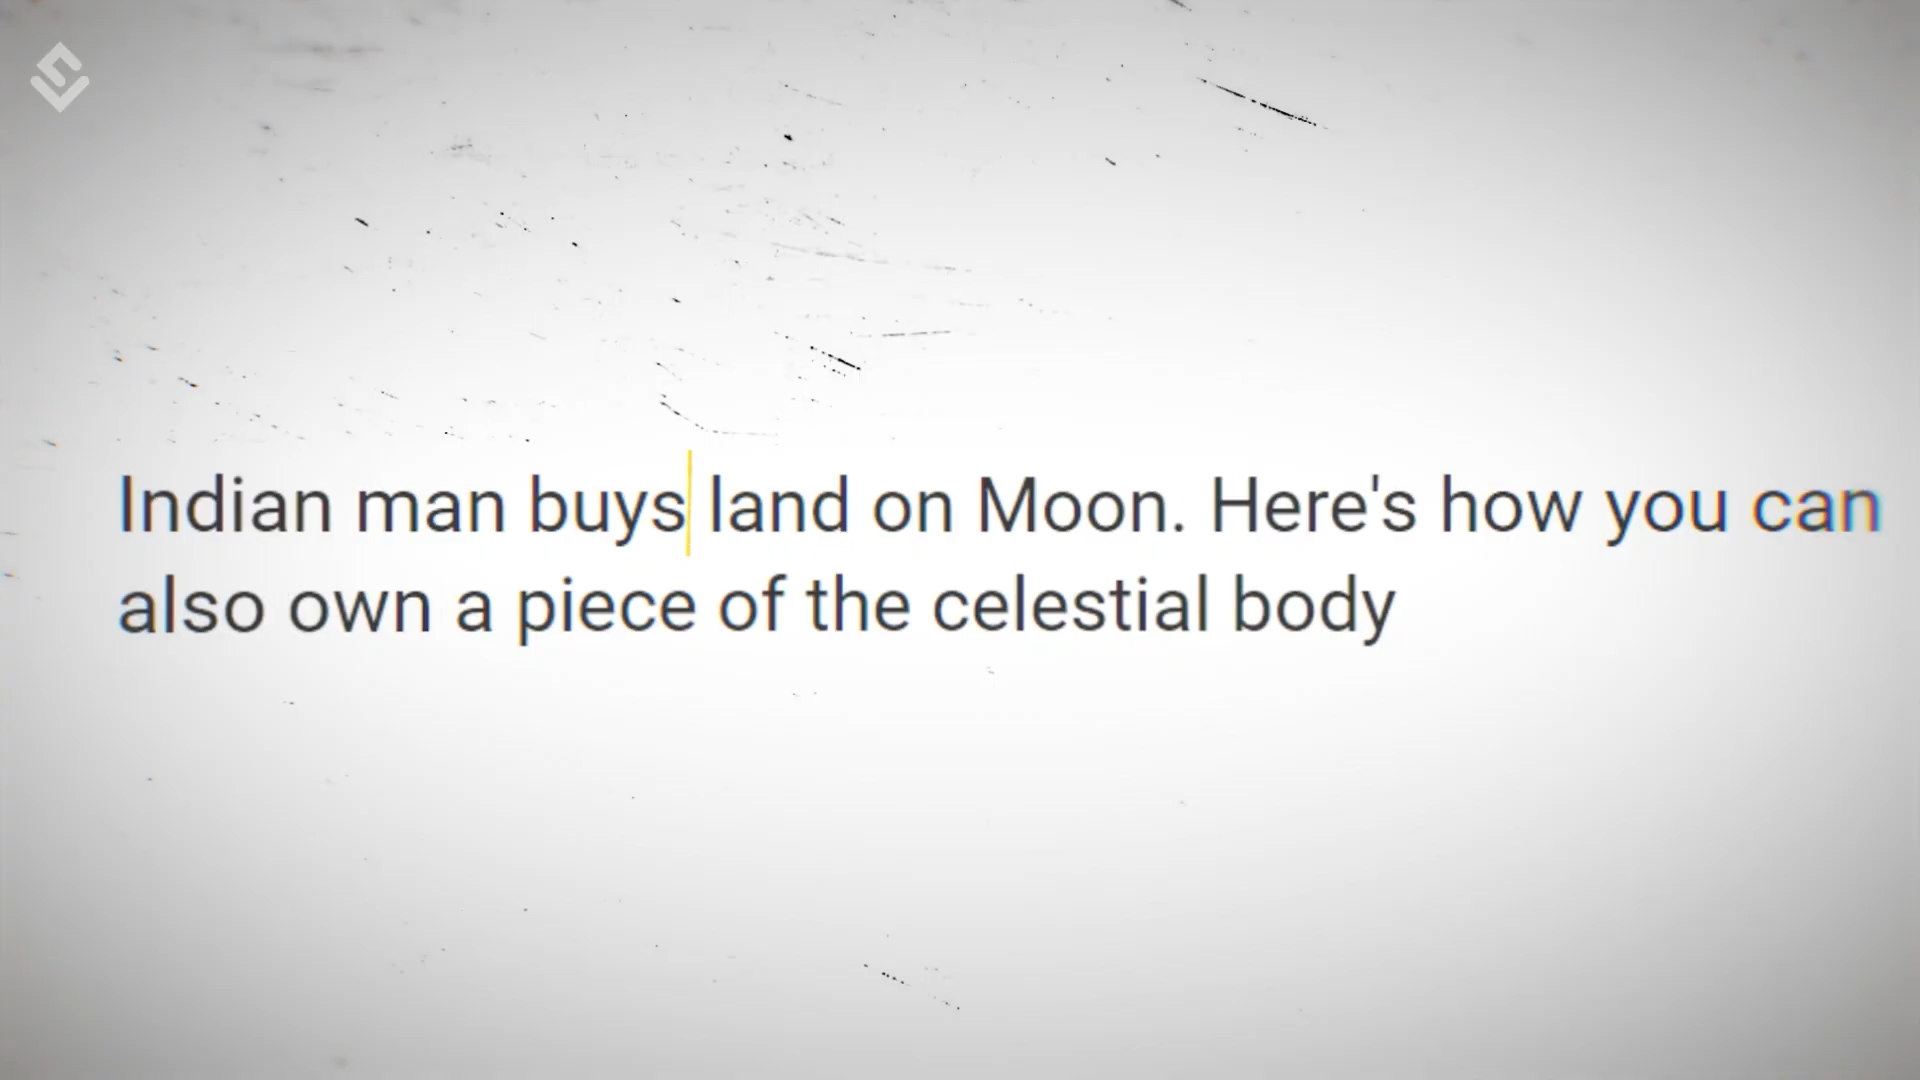 Indian man buys land on Moon. Here's how you can
also own a piece of the celestial body